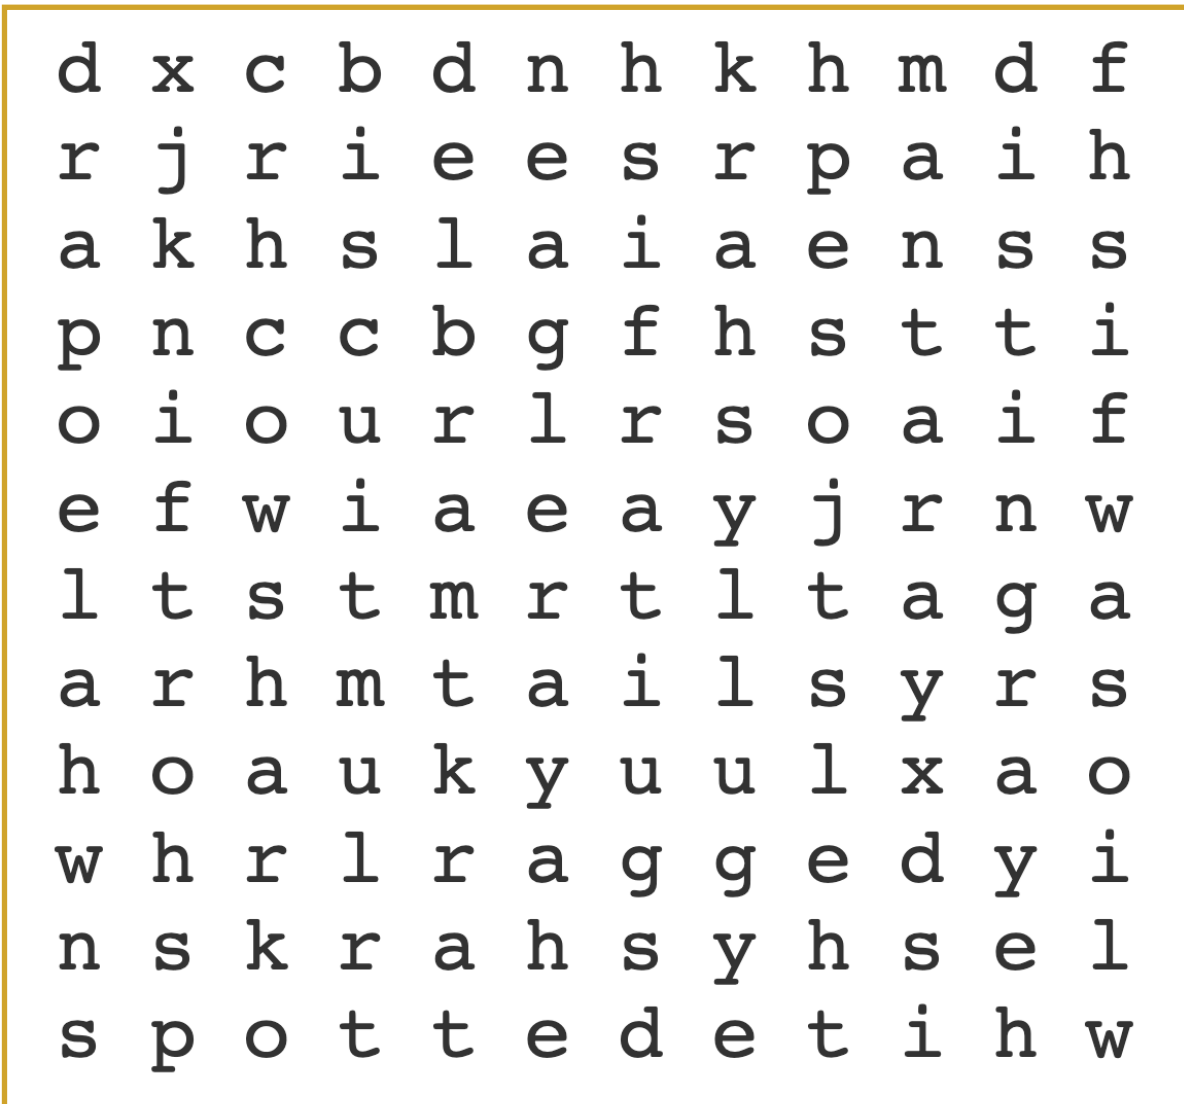 d x c b d n h k h m d f
r j r i e e s r p a i h
a k h s l a i a e n s s
p n c c b g f h s t t i
o i o u r l r s o a i f
e f w i a e a y j r n w
l t s t m r t l t a g a
a r h m t a i l s y r s
h o a u k y u u l x a o
w h r l r a g g e d y i
n s k r a h s y h s e l
s p o t t e d e t i h w